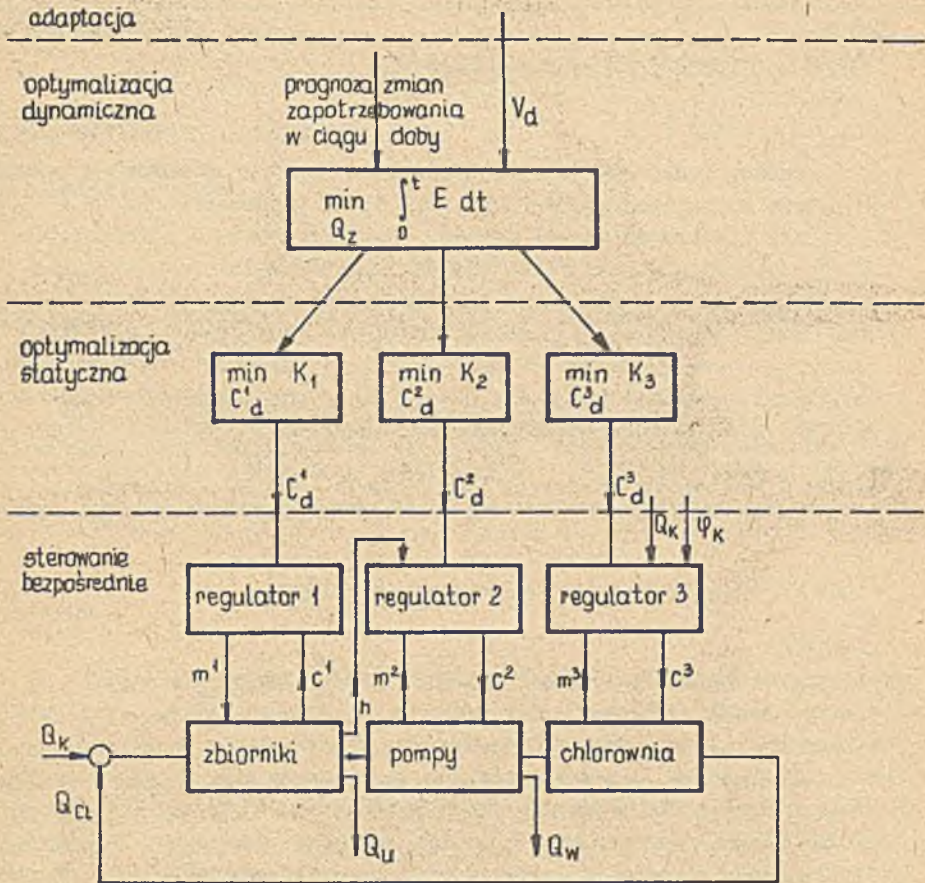 adaptacja
optymalizacja
dynamiczna
prognoza zmian
zapotrzebowania
w ciągu doby
V_d
min ∫ₒᵗ E dt
Q_z
optymalizacja
statyczna
min K₁
C¹_d
min K₂
C²_d
min K₃
C³_d
C¹_d
C²_d
C³_d
Q_K
φ_K
sterowanie
bezpośrednie
regulator 1
regulator 2
regulator 3
m¹
c¹
h
m²
c²
m³
c³
Q_K
zbiorniki
pompy
chlorownia
Q_CL
Q_U
Q_W